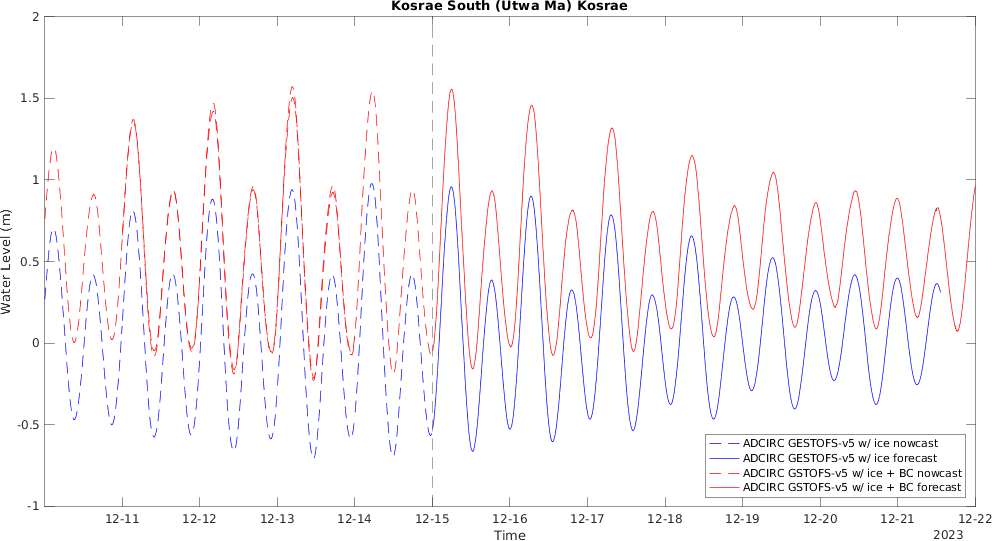 Kosrae South (Utwa Ma) Kosrae
2
1.5
1
0.5
0
-0.5
-1
Water Level (m)
ADCIRC GESTOFS-v5 w/ ice nowcast
ADCIRC GESTOFS-v5 w/ ice forecast
ADCIRC GSTOFS-v5 w/ ice + BC nowcast
ADCIRC GSTOFS-v5 w/ ice + BC forecast
12-11 12-12 12-13 12-14 12-15 12-16 12-17 12-18 12-19 12-20 12-21 12-22
Time
2023